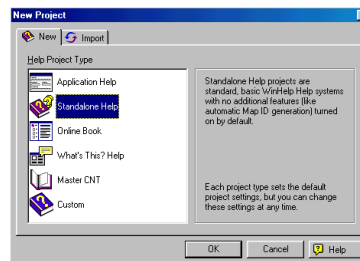 New Project
New
Import
Help Project Type
Application Help
Standalone Help
Online Book
What's This? Help
Master CNT
Custom
Standalone Help projects are
standard, basic WinHelp Help systems
with no additional features (like
automatic Map ID generation) turned
on by default.
Each project type sets the default
project settings, but you can change
these settings at any time.
OK
Cancel
Help